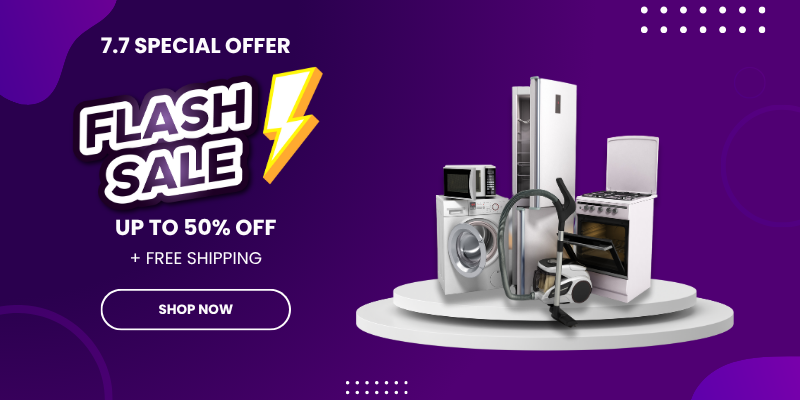 7.7 SPECIAL OFFER
FLASH
SALE
UP TO 50% OFF
+ FREE SHIPPING
SHOP NOW